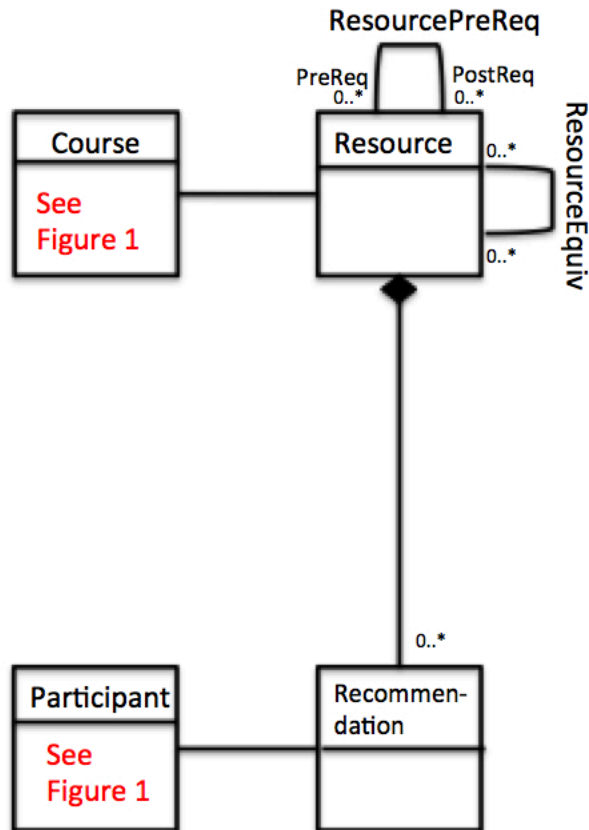 ResourcePreReq
PreReq
PostReq
0..*
0..*
Course
Resource
0..*
ResourceEquiv
See
Figure 1
0..*
0..*
Participant
Recommen-
dation
See
Figure 1